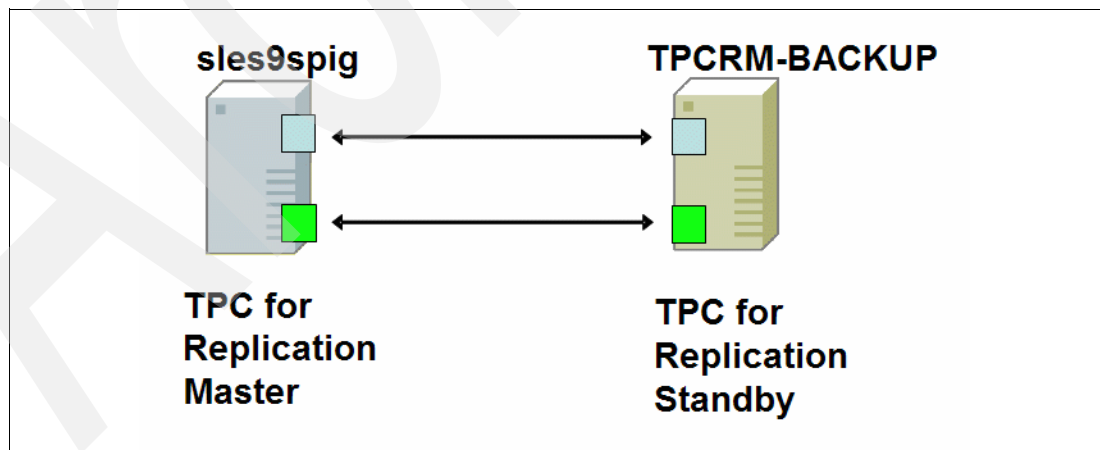 sles9spig
TPCRM-BACKUP
TPC for
Replication
Master
TPC for
Replication
Standby